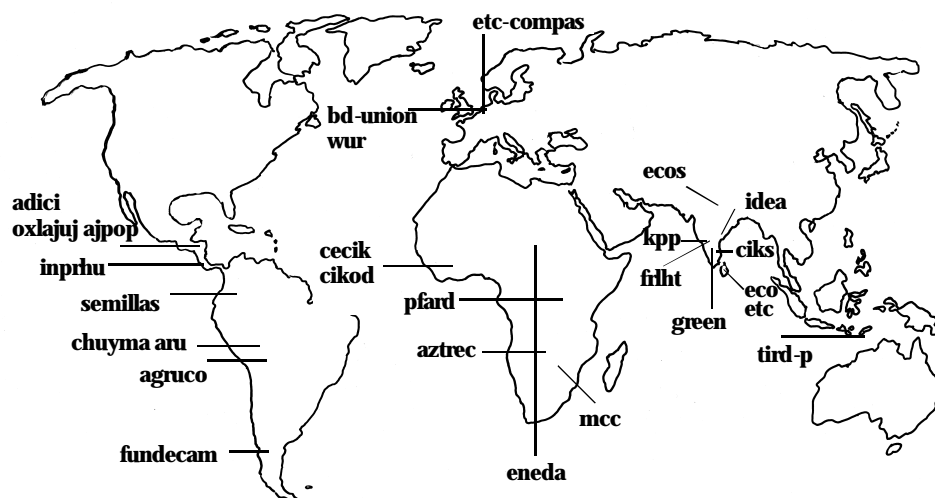 etc-compas
bd-union
wur
ecos
adici
oxlajuj ajpop
idea
kpp
ciks
cecik
cikod
inprhu
frlht
semillas
pfard
eco
etc
green
chuyma aru
aztrec
tird-p
agruco
mcc
fundecam
eneda